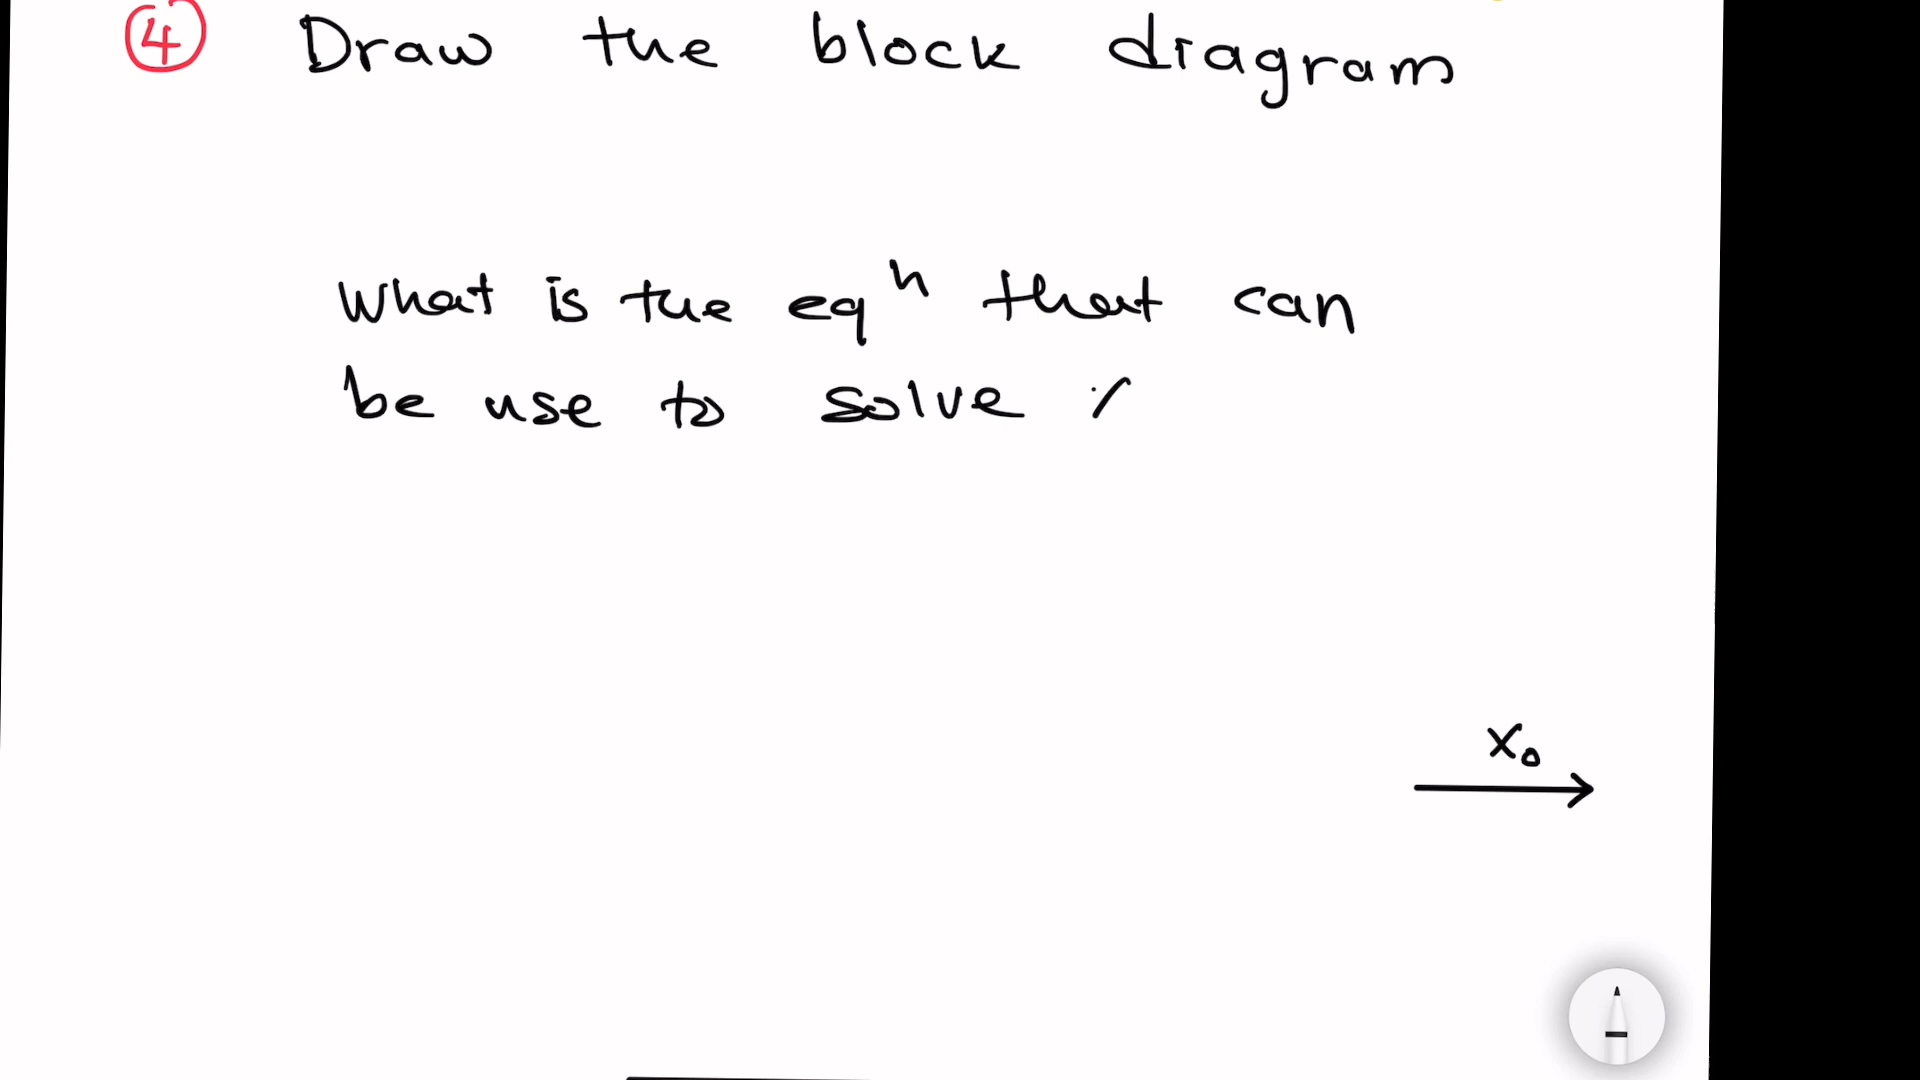 ④ Draw the block diagram
What is the eqⁿ that can
be use to solve
X₀